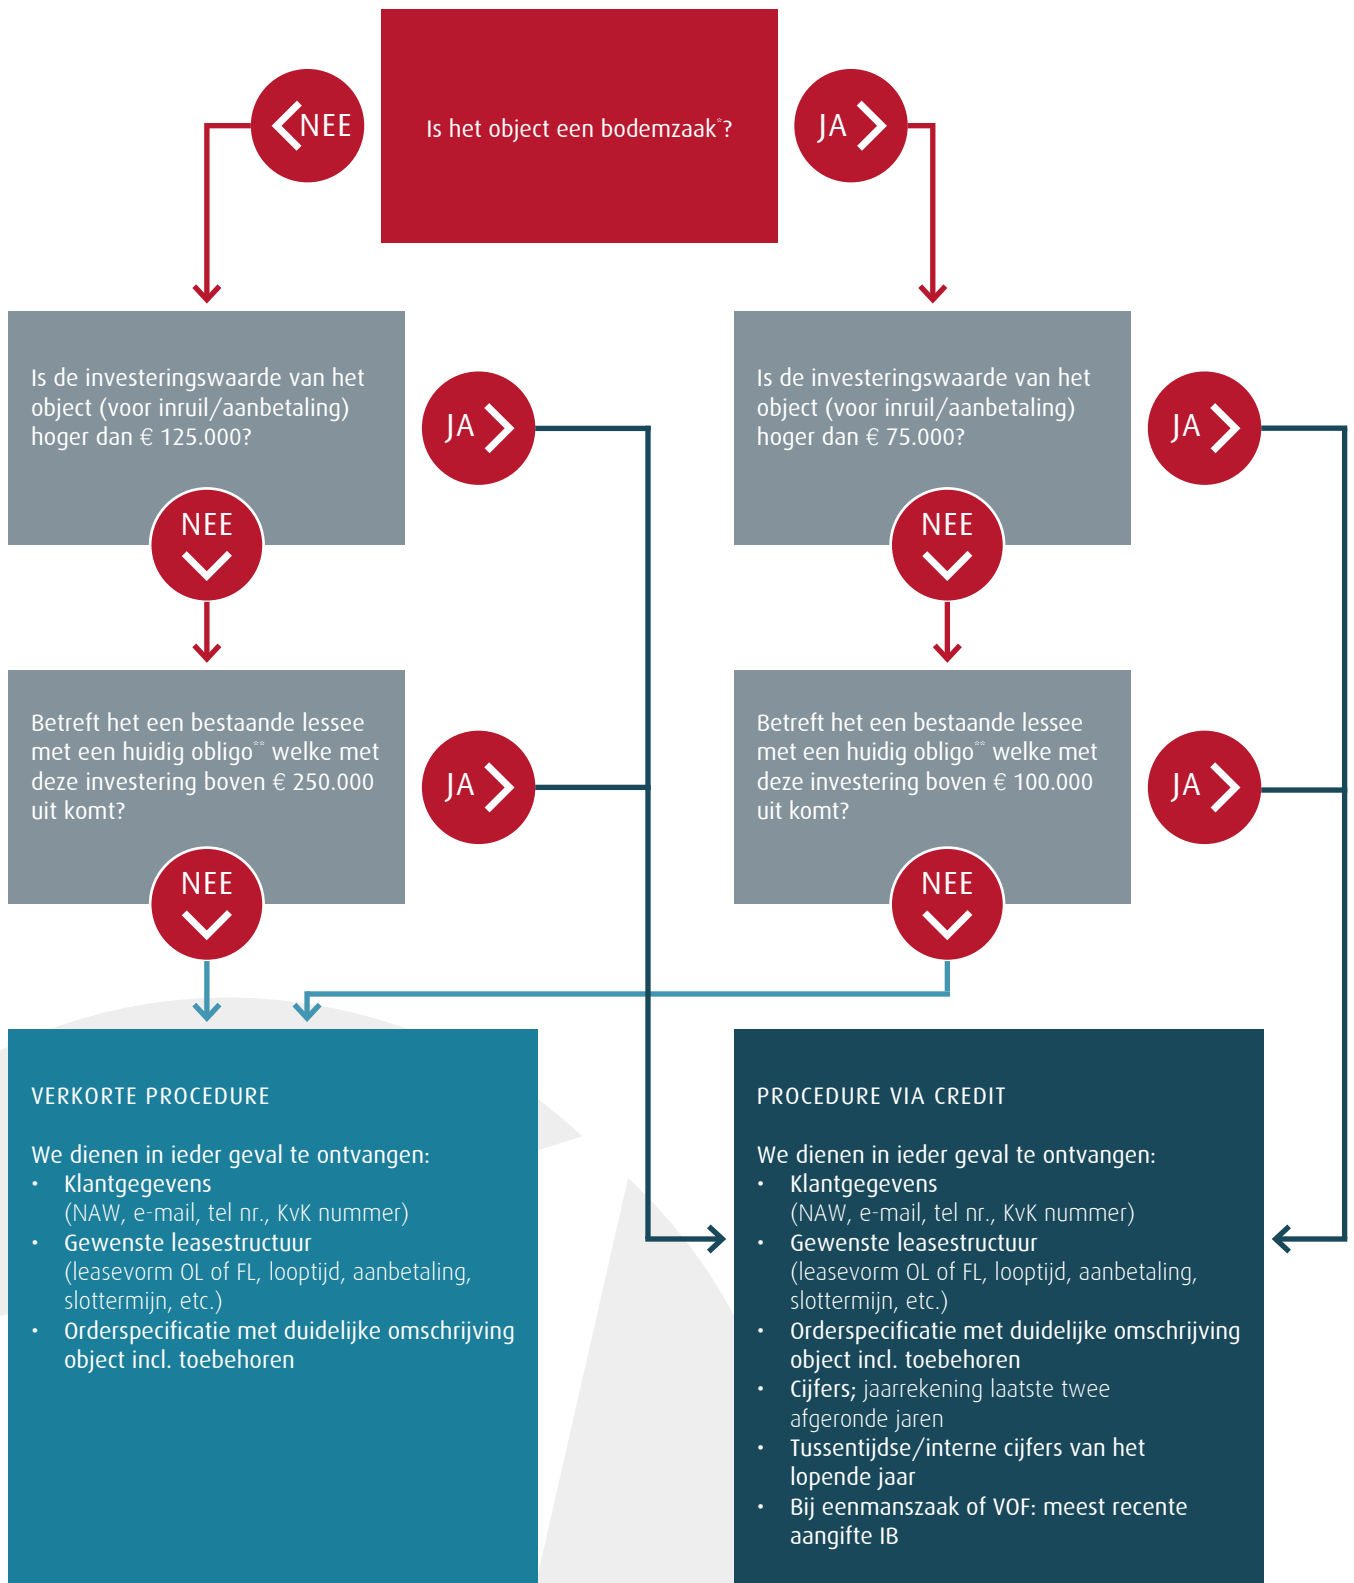 NEE
Is het object een bodemzaak*?
JA
Is de investeringswaarde van het
object (voor inruil/aanbetaling)
hoger dan € 125.000?
JA
NEE
Is de investeringswaarde van het
object (voor inruil/aanbetaling)
hoger dan € 75.000?
JA
NEE
Betreft het een bestaande lessee
met een huidig obligo** welke met
deze investering boven € 250.000
uit komt?
JA
NEE
Betreft het een bestaande lessee
met een huidig obligo** welke met
deze investering boven € 100.000
uit komt?
JA
NEE
VERKORTE PROCEDURE
We dienen in ieder geval te ontvangen:
• Klantgegevens
(NAW, e-mail, tel nr., KvK nummer)
• Gewenste leasestructuur
(leasevorm OL of FL, looptijd, aanbetaling,
slottermijn, etc.)
• Orderspecificatie met duidelijke omschrijving
object incl. toebehoren
PROCEDURE VIA CREDIT
We dienen in ieder geval te ontvangen:
• Klantgegevens
(NAW, e-mail, tel nr., KvK nummer)
• Gewenste leasestructuur
(leasevorm OL of FL, looptijd, aanbetaling,
slottermijn, etc.)
• Orderspecificatie met duidelijke omschrijving
object incl. toebehoren
• Cijfers; jaarrekening laatste twee
afgeronde jaren
• Tussentijdse/interne cijfers van het
lopende jaar
• Bij eenmanszaak of VOF: meest recente
aangifte IB